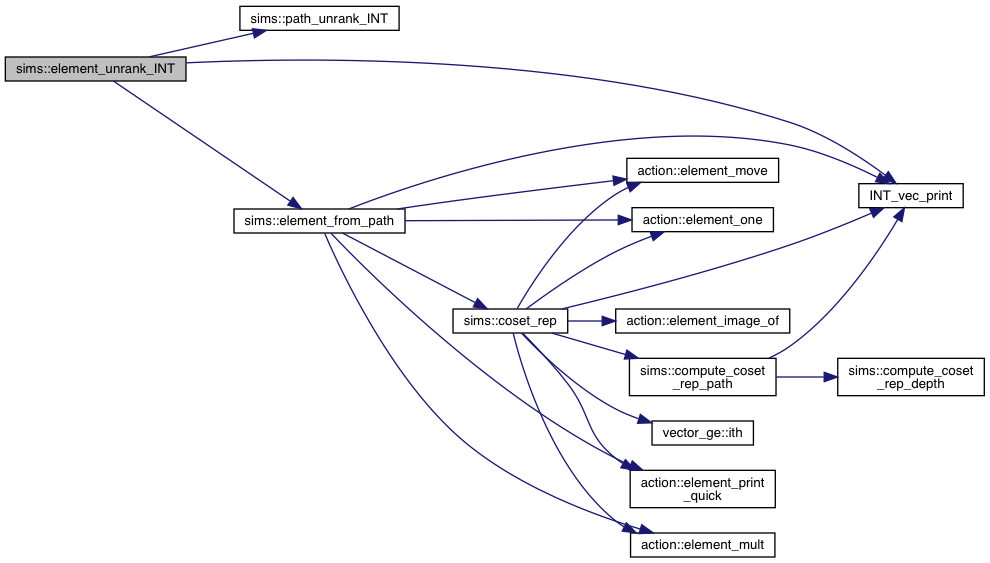 sims::path_unrank_INT
sims::element_unrank_INT
action::element_move
INT_vec_print
sims::element_from_path
action::element_one
sims::coset_rep
action::element_image_of
sims::compute_coset
_rep_path
sims::compute_coset
_rep_depth
vector_ge::ith
action::element_print
_quick
action::element_mult